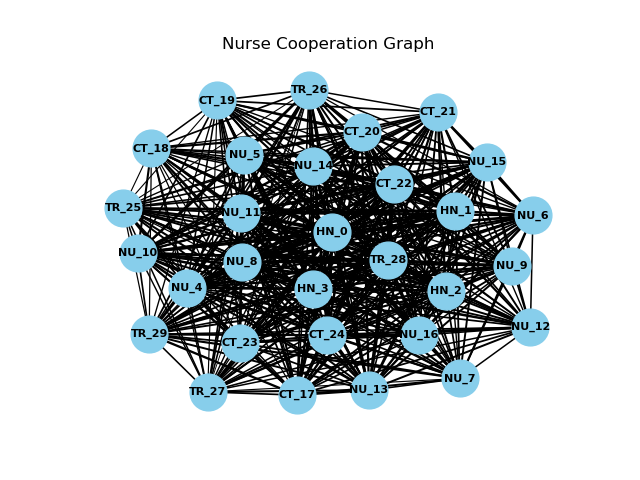 Nurse Cooperation Graph
TR_26
CT_19
CT_21
CT_20
CT_18
NU_5
NU_15
NU_14
CT_22
TR_25
NU_11
HN_1
NU_6
HN_0
NU_10
NU_8
TR_28
NU_9
NU_4
HN_3
HN_2
TR_29
CT_23
CT_24
NU_16
NU_12
TR_27
CT_17
NU_13
NU_7